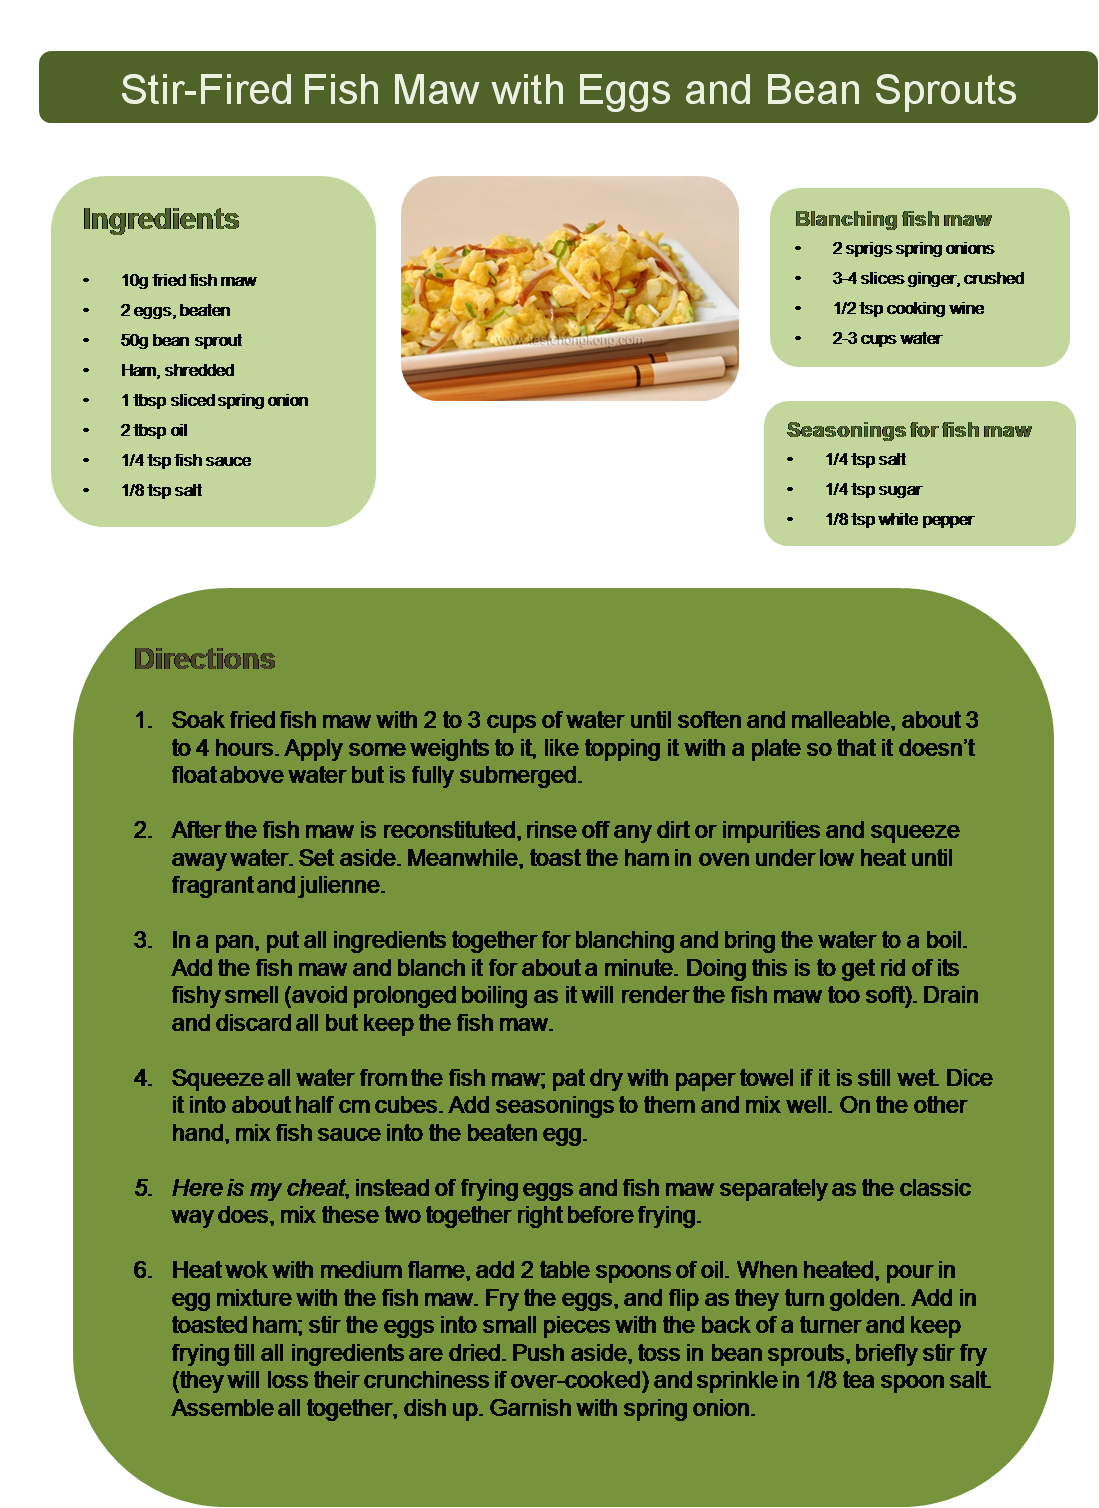 Stir-Fired Fish Maw with Eggs and Bean Sprouts
Ingredients
• 10g fried fish maw
• 2 eggs, beaten
• 50g bean sprout
• Ham, shredded
• 1 tbsp sliced spring onion
• 2 tbsp oil
• 1/4 tsp fish sauce
• 1/8 tsp salt
Blanching fish maw
• 2 sprigs spring onions
• 3-4 slices ginger, crushed
• 1/2 tsp cooking wine
• 2-3 cups water
Seasonings for fish maw
• 1/4 tsp salt
• 1/4 tsp sugar
• 1/8 tsp white pepper
Directions
1. Soak fried fish maw with 2 to 3 cups of water until soften and malleable, about 3
to 4 hours. Apply some weights to it, like topping it with a plate so that it doesn’t
float above water but is fully submerged.
2. After the fish maw is reconstituted, rinse off any dirt or impurities and squeeze
away water. Set aside. Meanwhile, toast the ham in oven under low heat until
fragrant and julienne.
3. In a pan, put all ingredients together for blanching and bring the water to a boil.
Add the fish maw and blanch it for about a minute. Doing this is to get rid of its
fishy smell (avoid prolonged boiling as it will render the fish maw too soft). Drain
and discard all but keep the fish maw.
4. Squeeze all water from the fish maw; pat dry with paper towel if it is still wet. Dice
it into about half cm cubes. Add seasonings to them and mix well. On the other
hand, mix fish sauce into the beaten egg.
5. Here is my cheat, instead of frying eggs and fish maw separately as the classic
way does, mix these two together right before frying.
6. Heat wok with medium flame, add 2 table spoons of oil. When heated, pour in
egg mixture with the fish maw. Fry the eggs, and flip as they turn golden. Add in
toasted ham; stir the eggs into small pieces with the back of a turner and keep
frying till all ingredients are dried. Push aside, toss in bean sprouts, briefly stir fry
(they will loss their crunchiness if over-cooked) and sprinkle in 1/8 tea spoon salt.
Assemble all together, dish up. Garnish with spring onion.